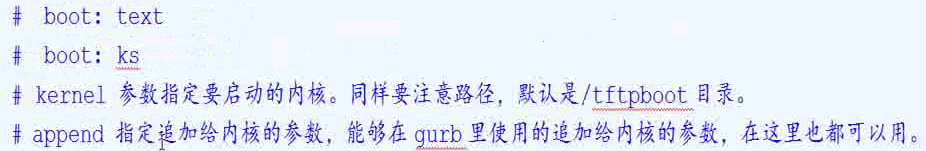 # boot: text
# boot: ks
# kernel 参数指定要启动的内核。同样要注意路径，默认是/tftpboot 目录。
# append 指定追加给内核的参数，能够在 gurb 里使用的追加给内核的参数，在这里也都可以用。